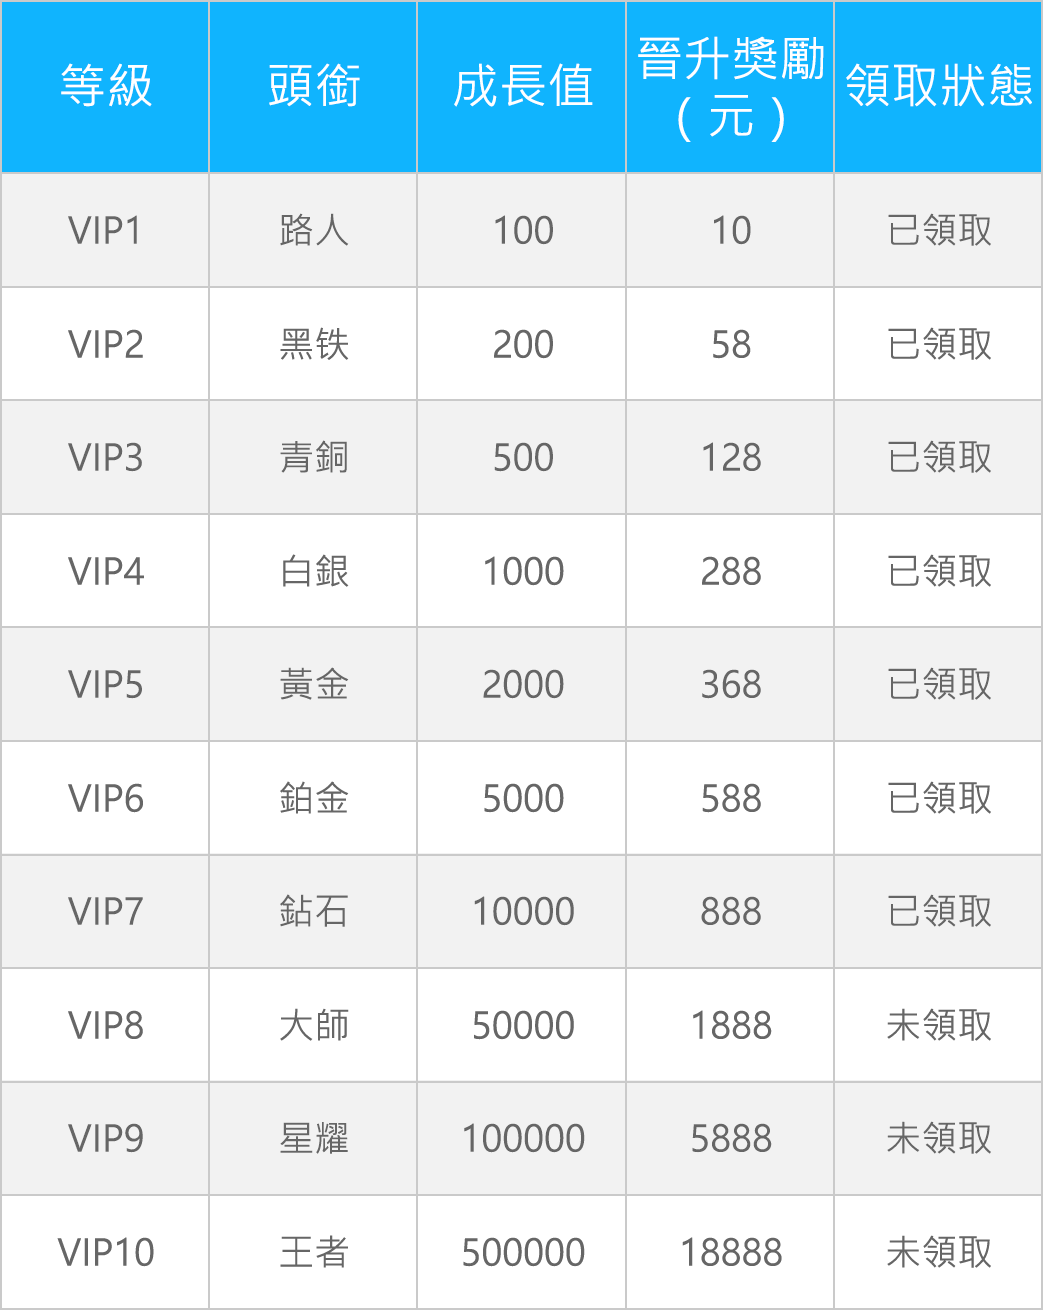 等級 頭銜 成長值 晉升獎勵（元） 領取狀態
VIP1 路人 100 10 已領取
VIP2 黑铁 200 58 已領取
VIP3 青銅 500 128 已領取
VIP4 白銀 1000 288 已領取
VIP5 黃金 2000 368 已領取
VIP6 鉑金 5000 588 已領取
VIP7 鉆石 10000 888 已領取
VIP8 大師 50000 1888 未領取
VIP9 星耀 100000 5888 未領取
VIP10 王者 500000 18888 未領取